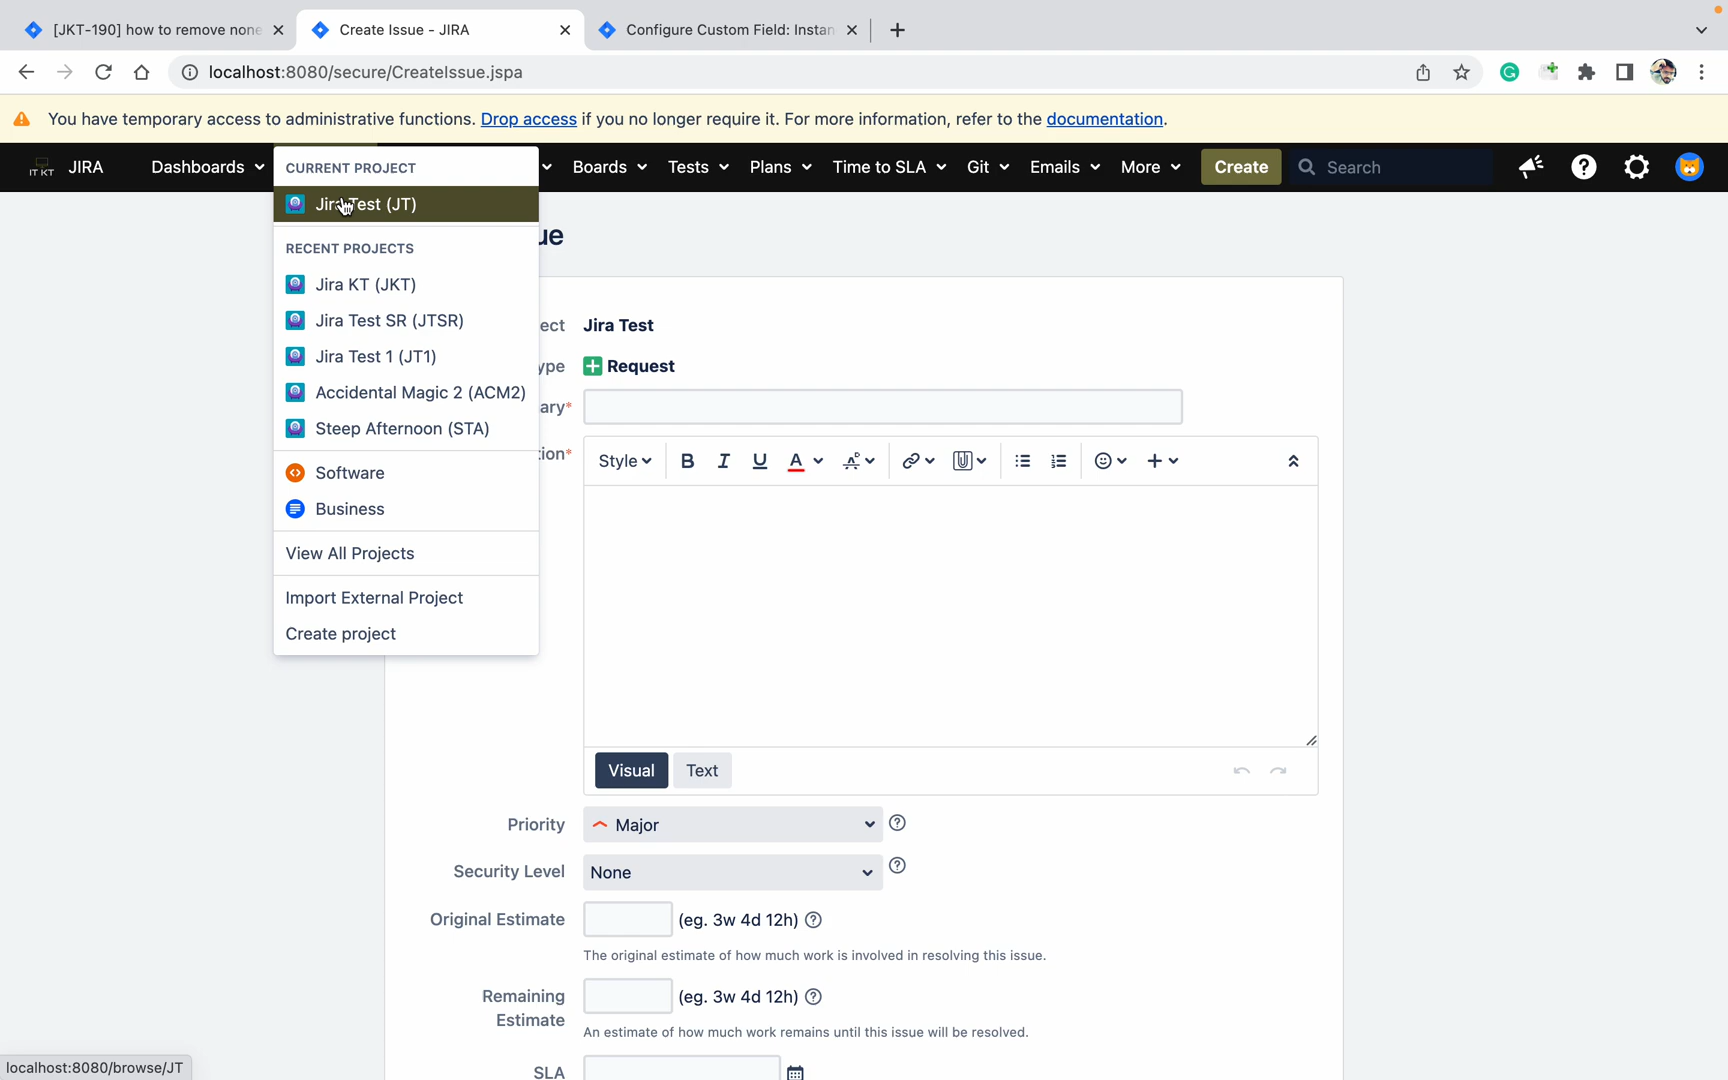 [JKT-190] how to remove none
Create Issue - JIRA
Configure Custom Field: Instan
localhost:8080/secure/CreateIssue.jspa
You have temporary access to administrative functions. Drop access if you no longer require it. For more information, refer to the documentation.
IT KT JIRA Dashboards Boards Tests Plans Time to SLA Git Emails More Create Search
CURRENT PROJECT
Jira Test (JT)
RECENT PROJECTS
Jira KT (JKT)
Jira Test SR (JTSR)
Jira Test 1 (JT1)
Accidental Magic 2 (ACM2)
Steep Afternoon (STA)
Software
Business
View All Projects
Import External Project
Create project
ue
ect Jira Test
ype Request
ary*
tion*
Style B I U A
Visual Text
Priority Major
Security Level None
Original Estimate (eg. 3w 4d 12h)
The original estimate of how much work is involved in resolving this issue.
Remaining Estimate (eg. 3w 4d 12h)
An estimate of how much work remains until this issue will be resolved.
SLA
localhost:8080/browse/JT